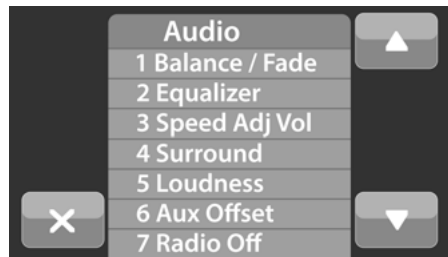 Audio
1 Balance / Fade
2 Equalizer
3 Speed Adj Vol
4 Surround
5 Loudness
6 Aux Offset
7 Radio Off